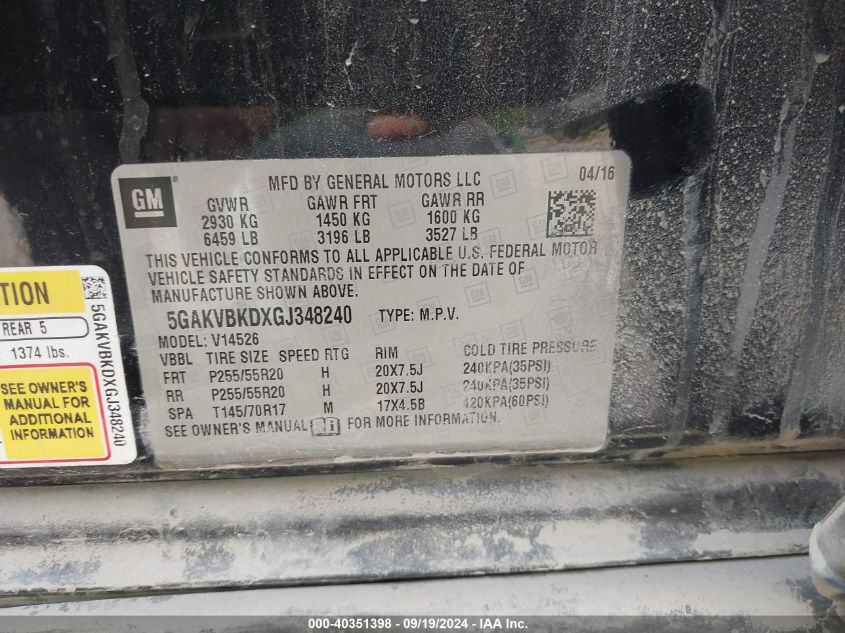 GM
MFD BY GENERAL MOTORS LLC
04/16
GVWR GAWR FRT GAWR RR
2930 KG 1450 KG 1600 KG
6459 LB 3196 LB 3527 LB
THIS VEHICLE CONFORMS TO ALL APPLICABLE U.S. FEDERAL MOTOR
VEHICLE SAFETY STANDARDS IN EFFECT ON THE DATE OF
MANUFACTURE SHOWN ABOVE.
5GAKVBKDXGJ348240 TYPE: M.P.V.
MODEL: V14526
VBBL TIRE SIZE SPEED RTG RIM COLD TIRE PRESSURE
FRT P255/55R20 H 20X7.5J 240KPA(35PSI)
RR P255/55R20 H 20X7.5J 240KPA(35PSI)
SPA T145/70R17 M 17X4.5B 420KPA(60PSI)
SEE OWNER'S MANUAL FOR MORE INFORMATION.
REAR 5
1374 lbs.
SEE OWNER'S
MANUAL FOR
ADDITIONAL
INFORMATION
5GAKVBKDXGJ348240
000-40351398 - 09/19/2024 - IAA Inc.